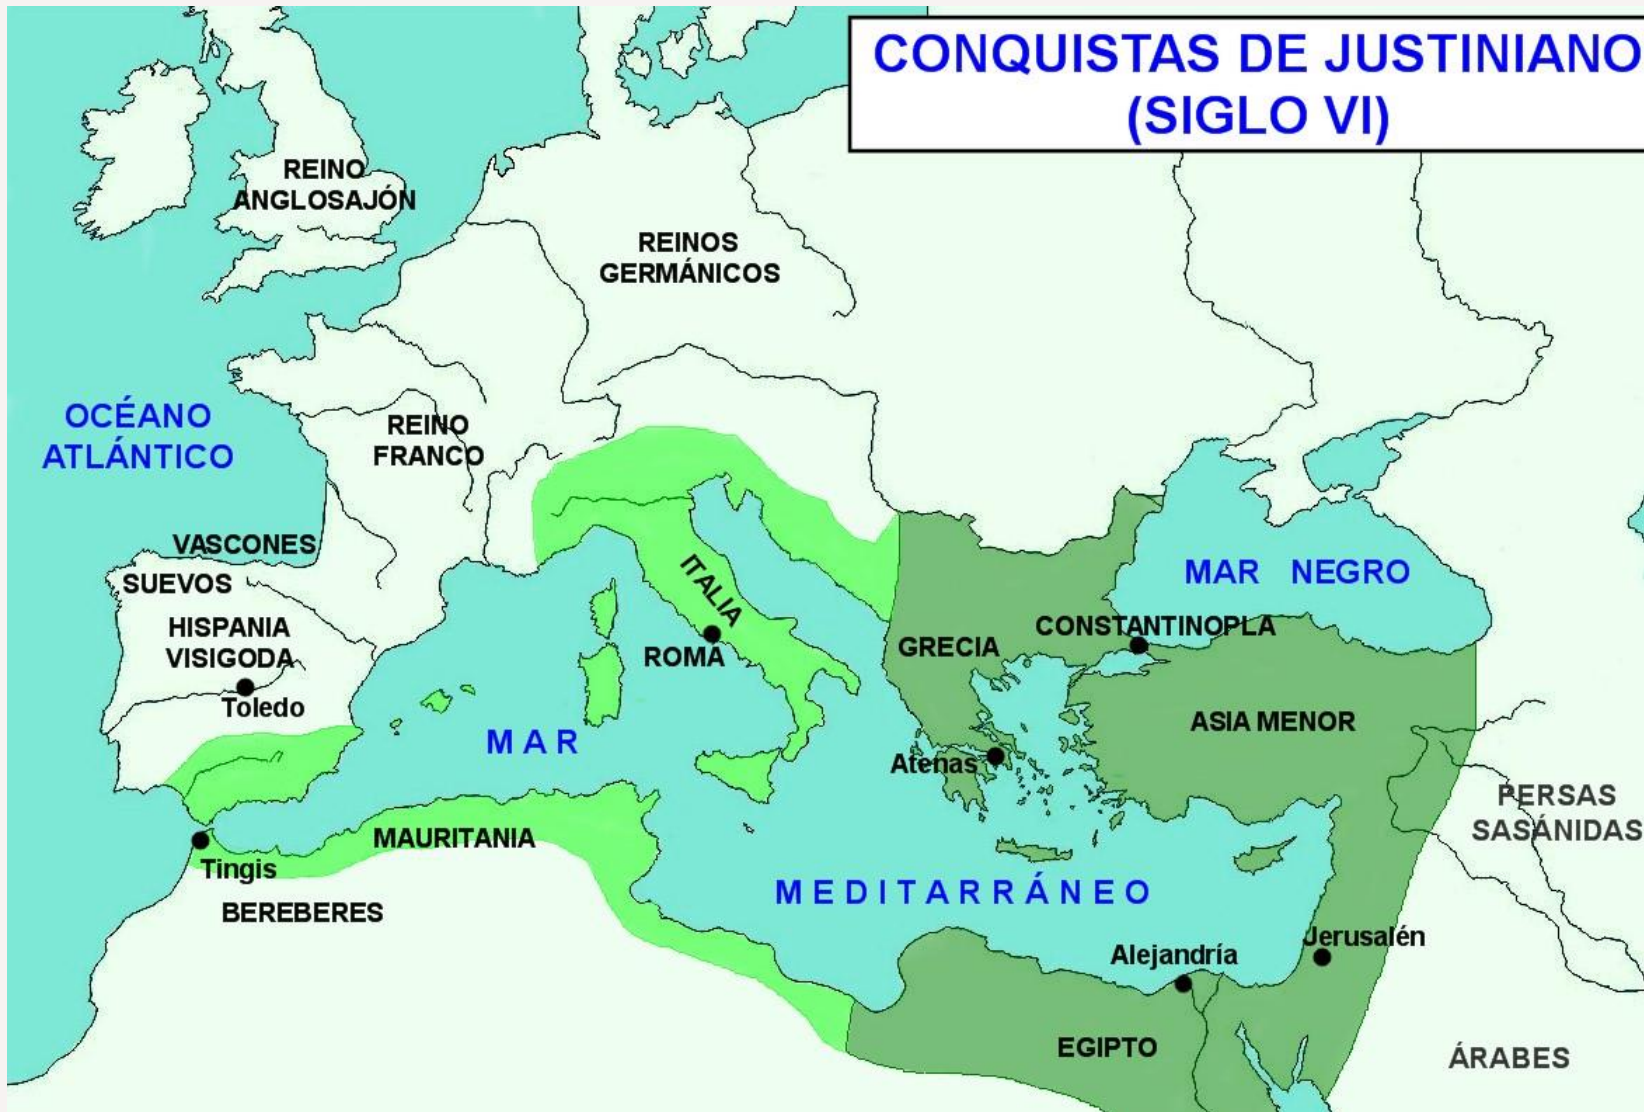 CONQUISTAS DE JUSTINIANO
(SIGLO VI)
REINO
ANGLOSAJÓN
REINOS
GERMÁNICOS
OCÉANO
ATLÁNTICO
REINO
FRANCO
VASCONES
SUEVOS
HISPANIA
VISIGODA
Toledo
ITALIA
ROMA
MAR NEGRO
CONSTANTINOPLA
GRECIA
ASIA MENOR
Atenas
MAR
MEDITARRÁNEO
PERSAS
SASÁNIDAS
MAURITANIA
Tingis
BEREBERES
Jerusalén
Alejandría
EGIPTO
ÁRABES